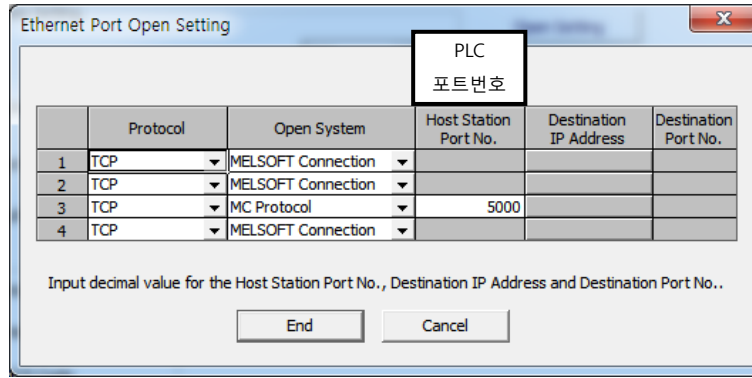 Ethernet Port Open Setting
PLC
포트번호
Protocol Open System Host Station Port No. Destination IP Address Destination Port No.
1 TCP MELSOFT Connection
2 TCP MELSOFT Connection
3 TCP MC Protocol 5000
4 TCP MELSOFT Connection
Input decimal value for the Host Station Port No., Destination IP Address and Destination Port No..
End Cancel